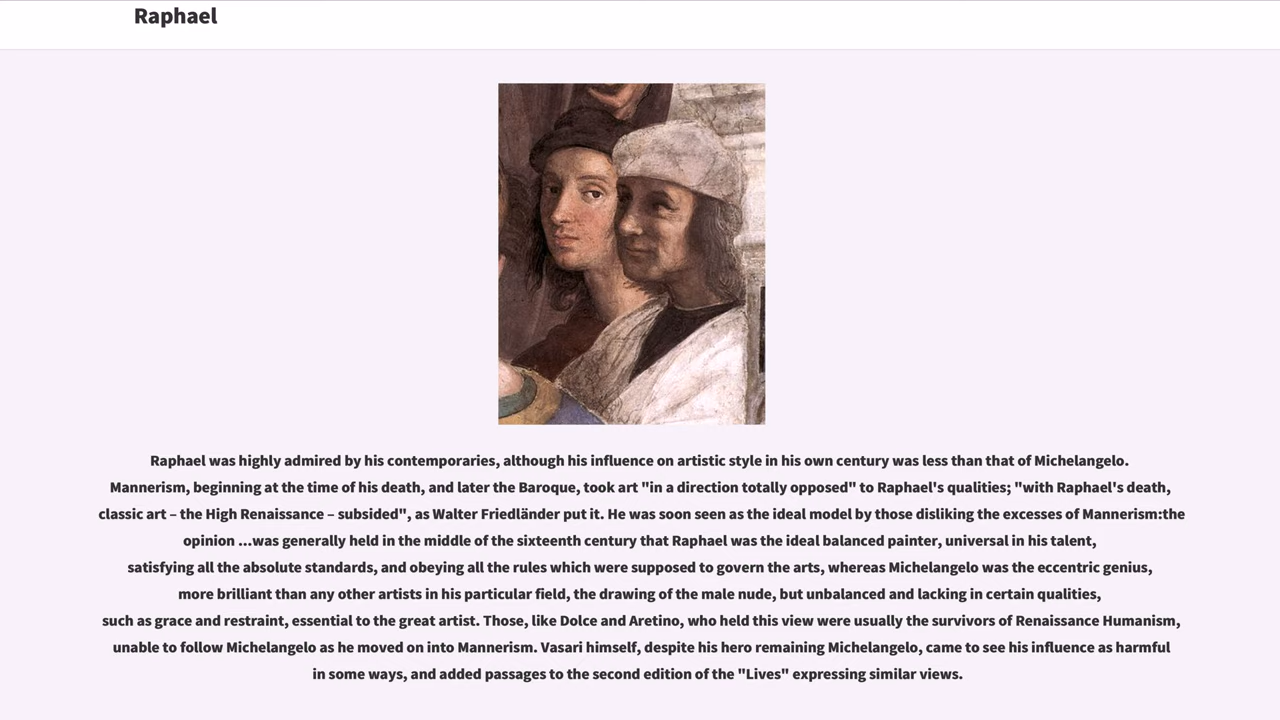 Raphael
Raphael was highly admired by his contemporaries, although his influence on artistic style in his own century was less than that of Michelangelo.
Mannerism, beginning at the time of his death, and later the Baroque, took art "in a direction totally opposed" to Raphael's qualities; "with Raphael's death,
classic art – the High Renaissance – subsided", as Walter Friedländer put it. He was soon seen as the ideal model by those disliking the excesses of Mannerism:the
opinion ...was generally held in the middle of the sixteenth century that Raphael was the ideal balanced painter, universal in his talent,
satisfying all the absolute standards, and obeying all the rules which were supposed to govern the arts, whereas Michelangelo was the eccentric genius,
more brilliant than any other artists in his particular field, the drawing of the male nude, but unbalanced and lacking in certain qualities,
such as grace and restraint, essential to the great artist. Those, like Dolce and Aretino, who held this view were usually the survivors of Renaissance Humanism,
unable to follow Michelangelo as he moved on into Mannerism. Vasari himself, despite his hero remaining Michelangelo, came to see his influence as harmful
in some ways, and added passages to the second edition of the "Lives" expressing similar views.